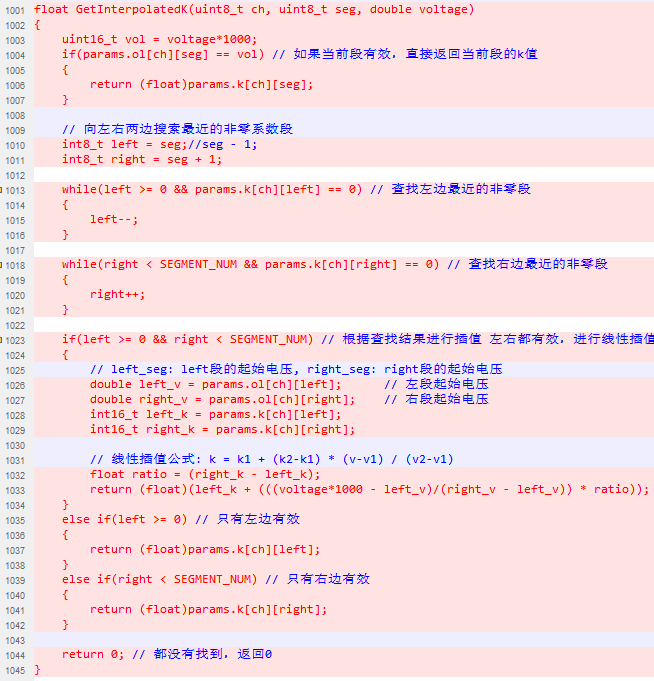 1001 float GetInterpolatedK(uint8_t ch, uint8_t seg, double voltage)
1002 {
1003     uint16_t vol = voltage*1000;
1004     if(params.ol[ch][seg] == vol) // 如果当前段有效，直接返回当前段的k值
1005     {
1006         return (float)params.k[ch][seg];
1007     }
1008
1009     // 向左右两边搜索最近的非零系数段
1010     int8_t left = seg;//seg - 1;
1011     int8_t right = seg + 1;
1012
1013     while(left >= 0 && params.k[ch][left] == 0) // 查找左边最近的非零段
1014     {
1015         left--;
1016     }
1017
1018     while(right < SEGMENT_NUM && params.k[ch][right] == 0) // 查找右边最近的非零段
1019     {
1020         right++;
1021     }
1022
1023     if(left >= 0 && right < SEGMENT_NUM) // 根据查找结果进行插值 左右都有效，进行线性插值
1024     {
1025         // left_seg: left段的起始电压, right_seg: right段的起始电压
1026         double left_v = params.ol[ch][left];      // 左段起始电压
1027         double right_v = params.ol[ch][right];    // 右段起始电压
1028         int16_t left_k = params.k[ch][left];
1029         int16_t right_k = params.k[ch][right];
1030
1031         // 线性插值公式: k = k1 + (k2-k1) * (v-v1) / (v2-v1)
1032         float ratio = (right_k - left_k);
1033         return (float)(left_k + (((voltage*1000 - left_v)/(right_v - left_v)) * ratio));
1034     }
1035     else if(left >= 0) // 只有左边有效
1036     {
1037         return (float)params.k[ch][left];
1038     }
1039     else if(right < SEGMENT_NUM) // 只有右边有效
1040     {
1041         return (float)params.k[ch][right];
1042     }
1043
1044     return 0; // 都没有找到，返回0
1045 }